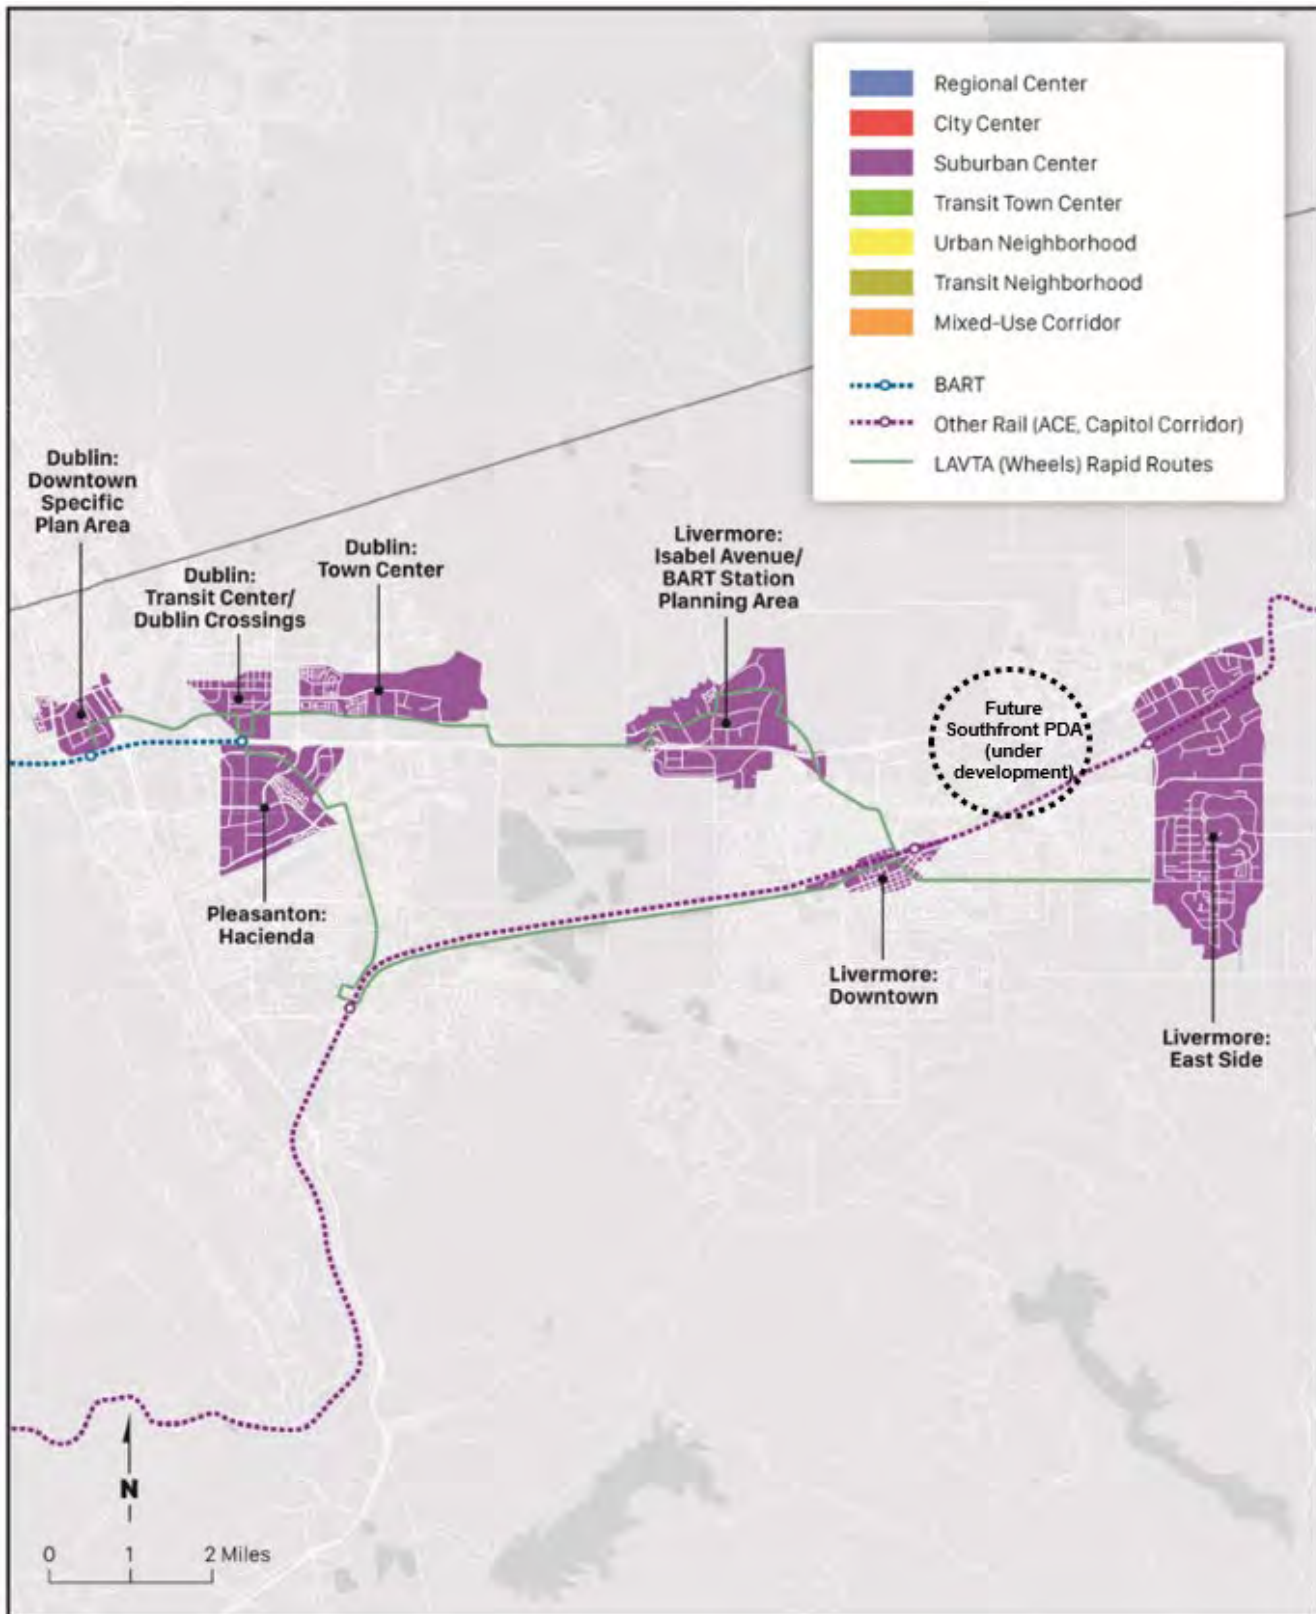 Regional Center
City Center
Suburban Center
Transit Town Center
Urban Neighborhood
Transit Neighborhood
Mixed-Use Corridor
BART
Other Rail (ACE, Capitol Corridor)
LAVTA (Wheels) Rapid Routes
Dublin:
Downtown
Specific
Plan Area
Dublin:
Transit Center/
Dublin Crossings
Dublin:
Town Center
Livermore:
Isabel Avenue/
BART Station
Planning Area
Future
Southfront PDA
(under
development)
Pleasanton:
Hacienda
Livermore:
Downtown
Livermore:
East Side
N
0 1 2 Miles